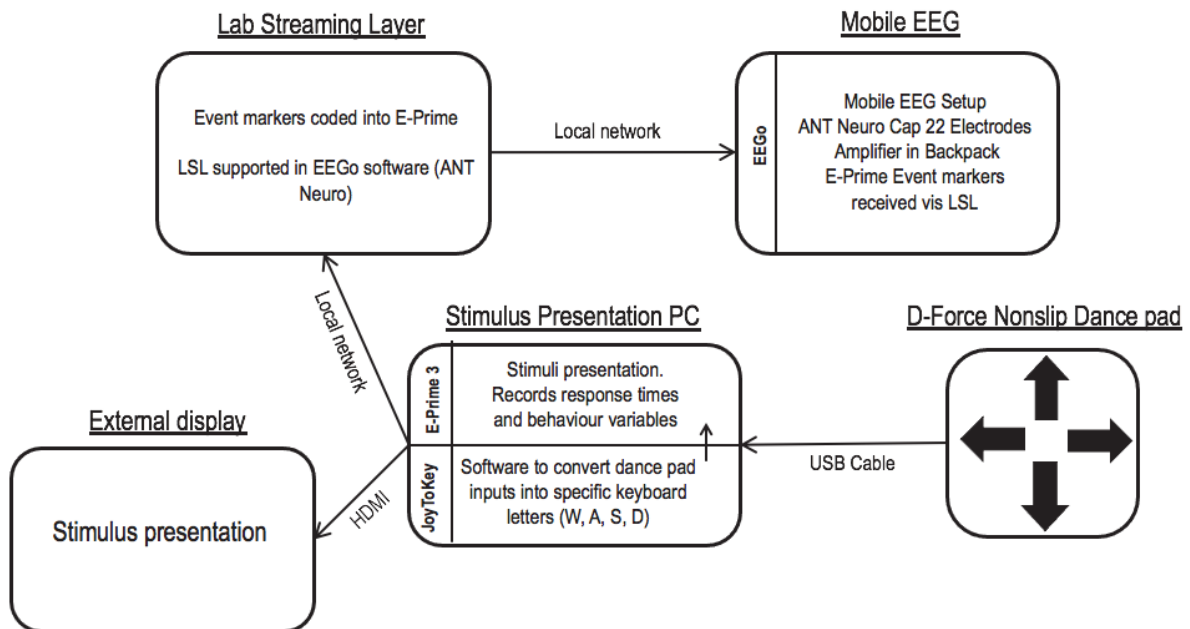 Lab Streaming Layer
Event markers coded into E-Prime
LSL supported in EEGo software (ANT
Neuro)
Local network
Mobile EEG
EEGo
Mobile EEG Setup
ANT Neuro Cap 22 Electrodes
Amplifier in Backpack
E-Prime Event markers
received vis LSL
Local network
Stimulus Presentation PC
E-Prime 3
Stimuli presentation.
Records response times
and behaviour variables
JoyToKey
Software to convert dance pad
inputs into specific keyboard
letters (W, A, S, D)
USB Cable
D-Force Nonslip Dance pad
External display
HDMI
Stimulus presentation